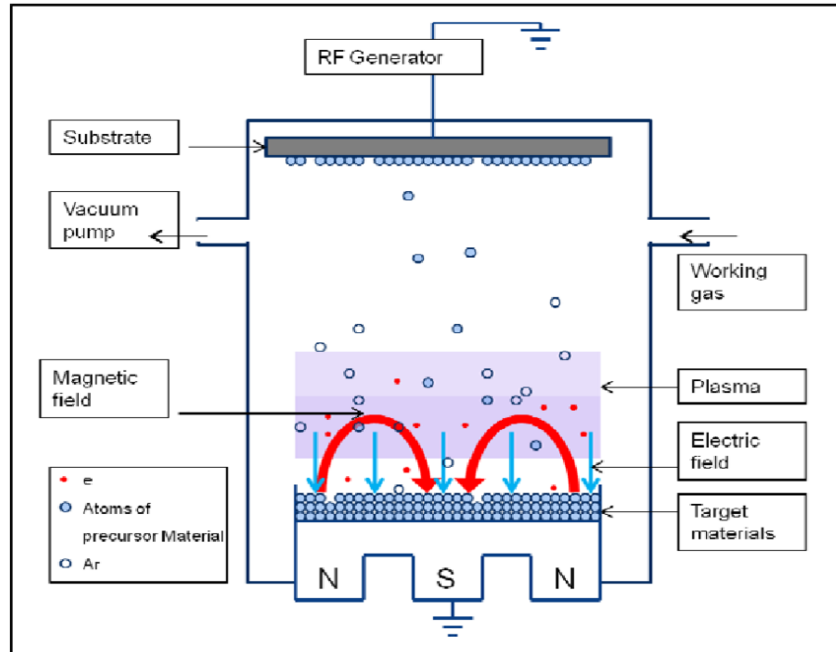 RF Generator
Substrate
Vacuum
pump
Working
gas
Magnetic
field
Plasma
Electric
field
e
Atoms of
precursor Material
Ar
Target
materials
N
S
N